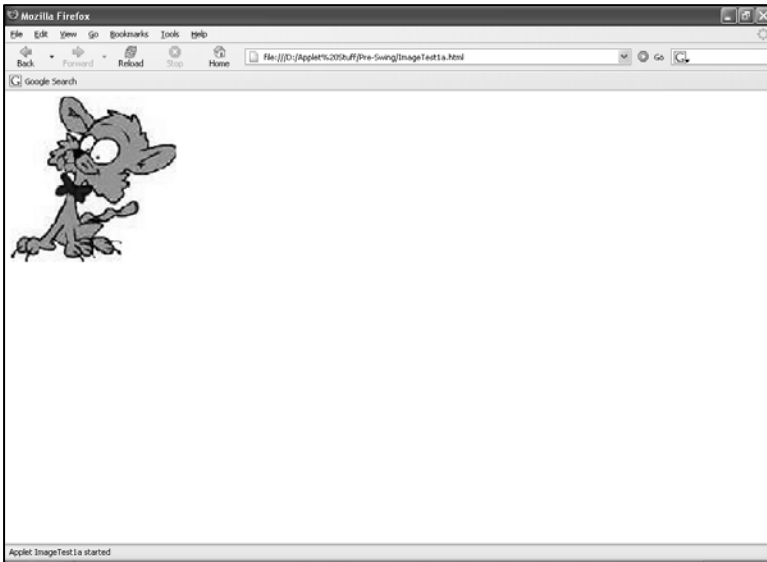 Mozilla Firefox
File Edit View Go Bookmarks Tools Help
Back Forward Reload Stop Home file:///D:/Applet%20Stuff/Pre-Swing/ImageTest1a.html Go G
G Google Search
Applet ImageTest1a started